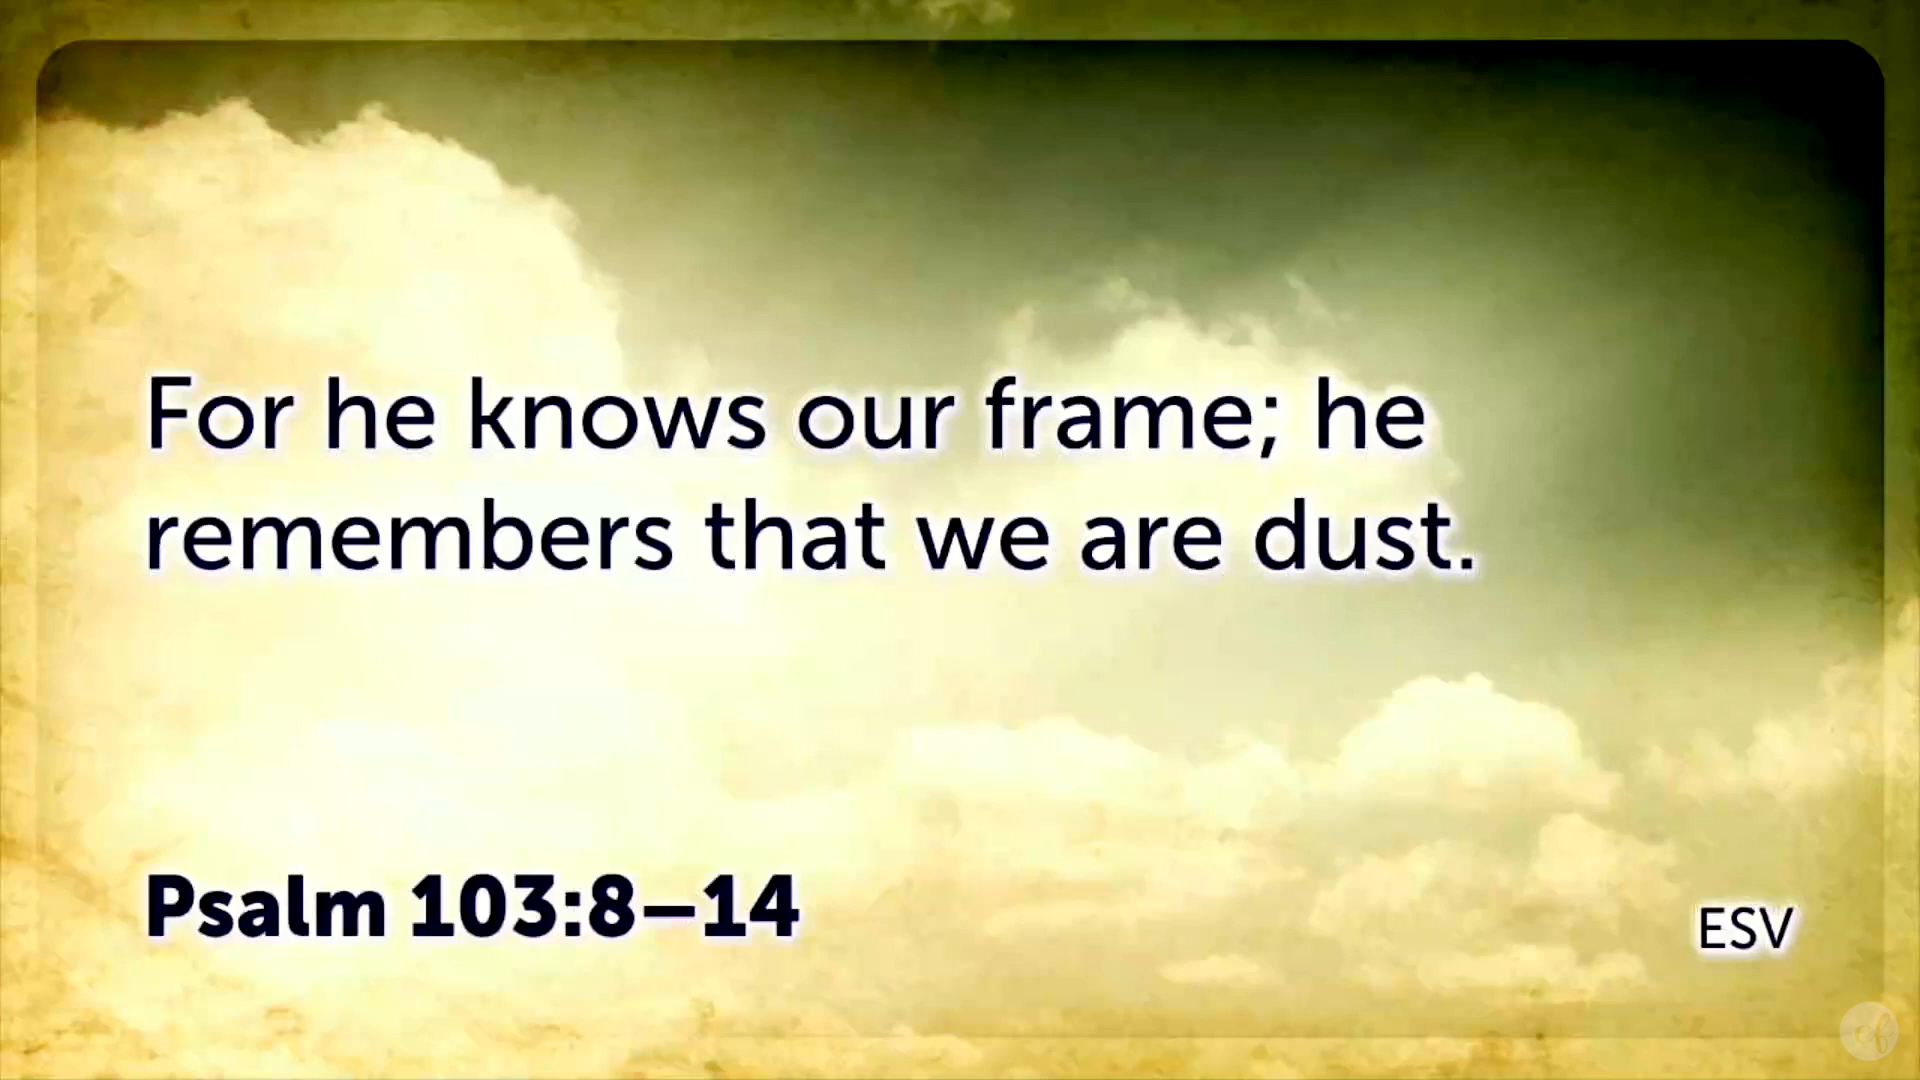 For he knows our frame; he
remembers that we are dust.
Psalm 103:8–14
ESV